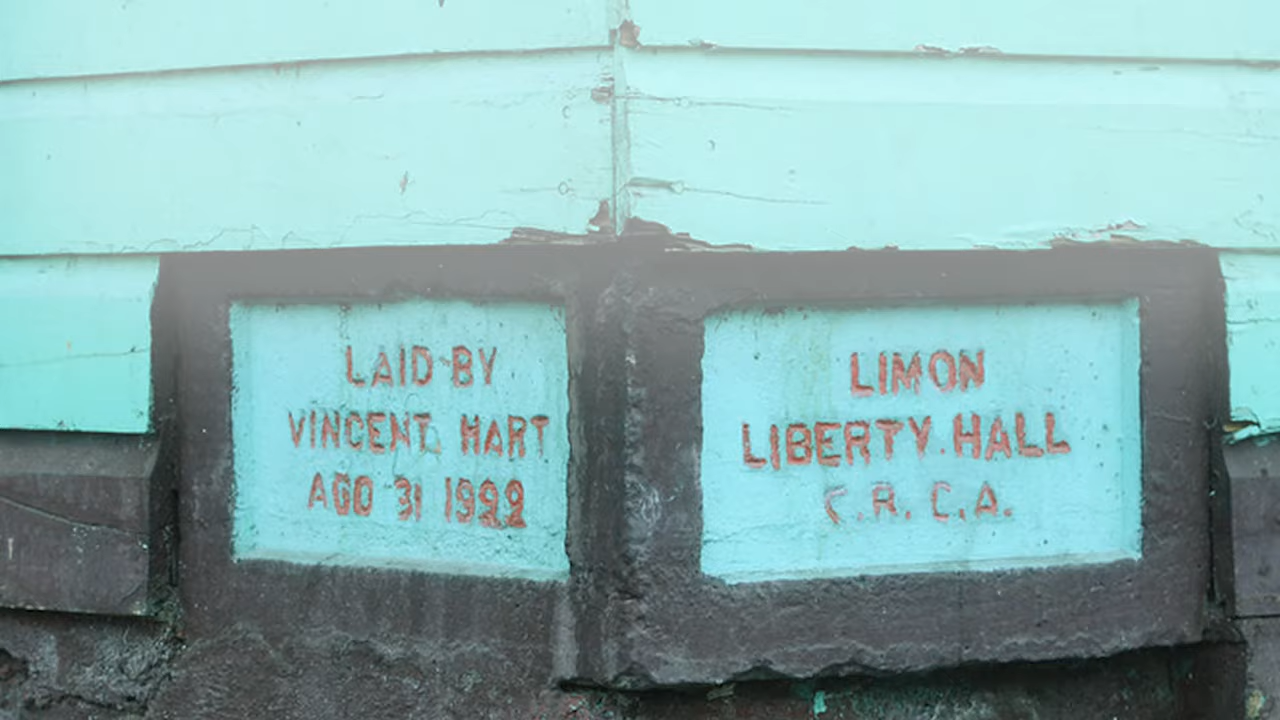 LAID BY
VINCENT HART
AGO 31 1922
LIMON
LIBERTY HALL
C.R. C.A.